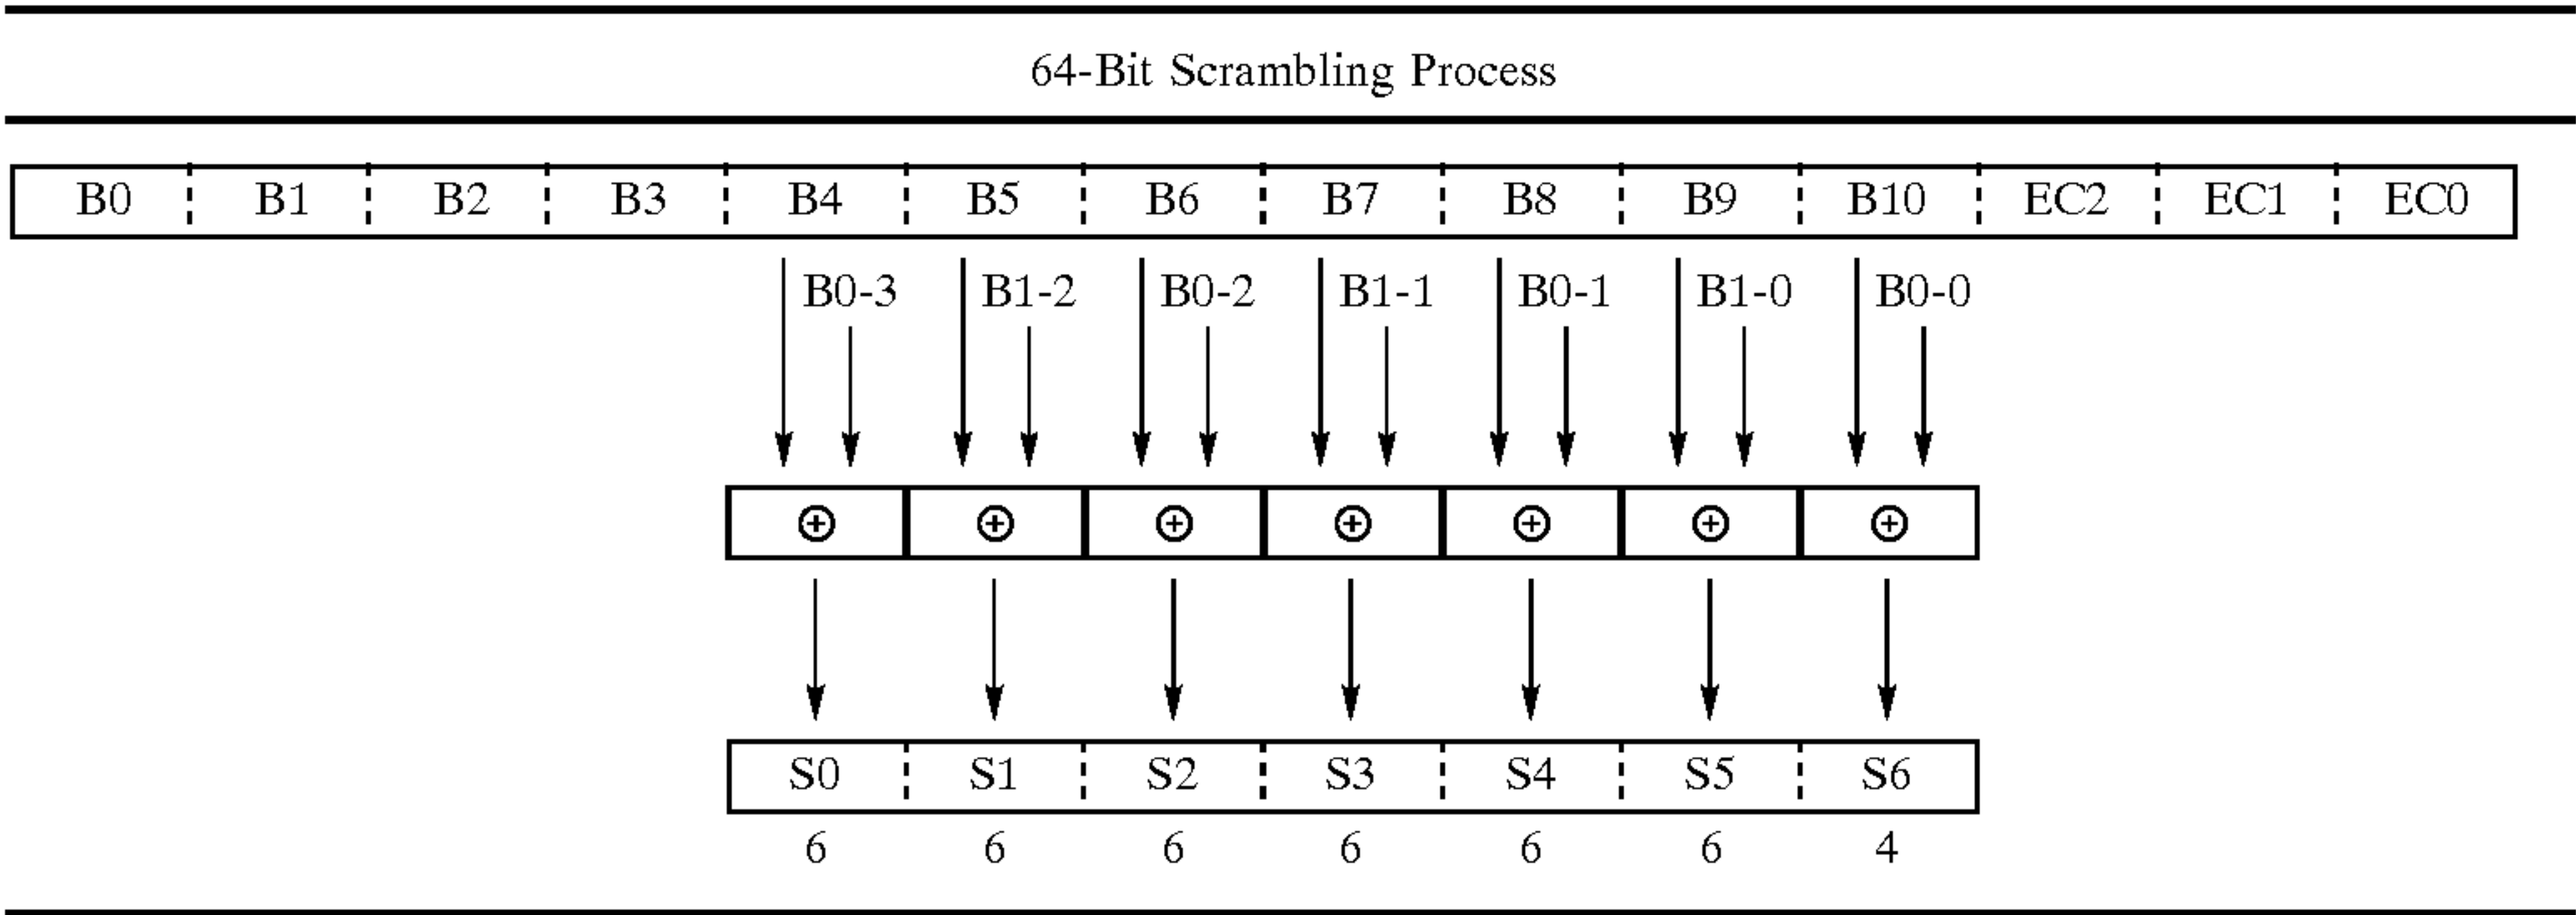 64-Bit Scrambling Process
B0 B1 B2 B3 B4 B5 B6 B7 B8 B9 B10 EC2 EC1 EC0
B0-3 B1-2 B0-2 B1-1 B0-1 B1-0 B0-0
S0 S1 S2 S3 S4 S5 S6
6 6 6 6 6 6 4